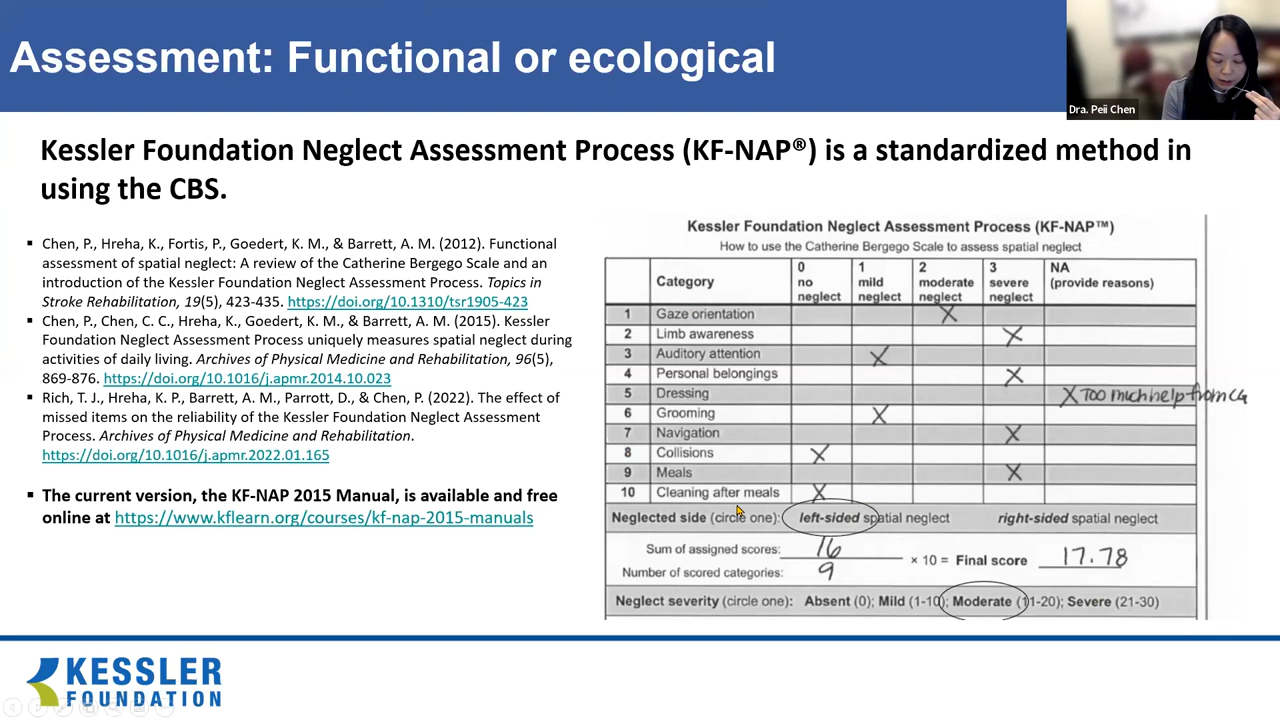 Assessment: Functional or ecological
Dra. Peii Chen
Kessler Foundation Neglect Assessment Process (KF-NAP®) is a standardized method in
using the CBS.
▪ Chen, P., Hreha, K., Fortis, P., Goedert, K. M., & Barrett, A. M. (2012). Functional
assessment of spatial neglect: A review of the Catherine Bergego Scale and an
introduction of the Kessler Foundation Neglect Assessment Process. Topics in
Stroke Rehabilitation, 19(5), 423-435. https://doi.org/10.1310/tsr1905-423
▪ Chen, P., Chen, C. C., Hreha, K., Goedert, K. M., & Barrett, A. M. (2015). Kessler
Foundation Neglect Assessment Process uniquely measures spatial neglect during
activities of daily living. Archives of Physical Medicine and Rehabilitation, 96(5),
869-876. https://doi.org/10.1016/j.apmr.2014.10.023
▪ Rich, T. J., Hreha, K. P., Barrett, A. M., Parrott, D., & Chen, P. (2022). The effect of
missed items on the reliability of the Kessler Foundation Neglect Assessment
Process. Archives of Physical Medicine and Rehabilitation.
https://doi.org/10.1016/j.apmr.2022.01.165
▪ The current version, the KF-NAP 2015 Manual, is available and free
online at https://www.kflearn.org/courses/kf-nap-2015-manuals
Kessler Foundation Neglect Assessment Process (KF-NAP™)
How to use the Catherine Bergego Scale to assess spatial neglect
Category 0 no neglect 1 mild neglect 2 moderate neglect 3 severe neglect NA (provide reasons)
1 Gaze orientation X
2 Limb awareness X
3 Auditory attention X
4 Personal belongings X
5 Dressing X Too much help from CG
6 Grooming X
7 Navigation X
8 Collisions X
9 Meals X
10 Cleaning after meals X
Neglected side (circle one): left-sided spatial neglect right-sided spatial neglect
Sum of assigned scores: 16
Number of scored categories: 9
× 10 = Final score 17.78
Neglect severity (circle one): Absent (0); Mild (1-10); Moderate (11-20); Severe (21-30)
KESSLER
FOUNDATION